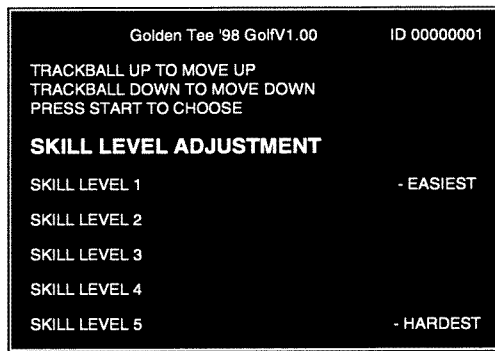 Golden Tee '98 GolfV1.00 ID 00000001
TRACKBALL UP TO MOVE UP
TRACKBALL DOWN TO MOVE DOWN
PRESS START TO CHOOSE
SKILL LEVEL ADJUSTMENT
SKILL LEVEL 1 - EASIEST
SKILL LEVEL 2
SKILL LEVEL 3
SKILL LEVEL 4
SKILL LEVEL 5 - HARDEST